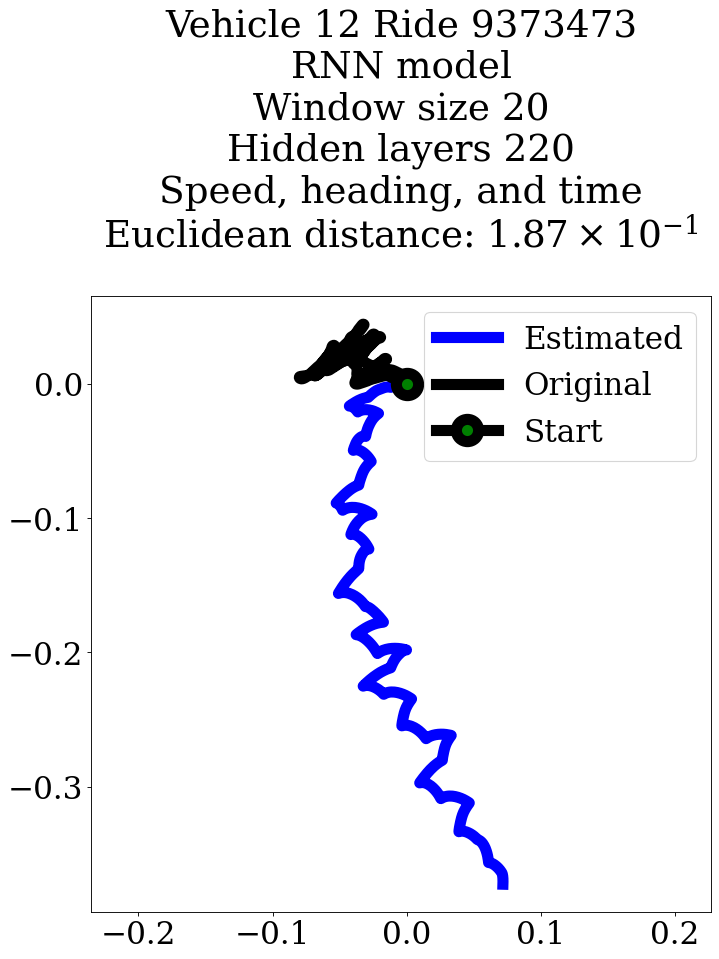 Vehicle 12 Ride 9373473
RNN model
Window size 20
Hidden layers 220
Speed, heading, and time
Euclidean distance: 1.87 × 10⁻¹
Estimated
Original
Start
0.0
−0.1
−0.2
−0.3
−0.2
−0.1
0.0
0.1
0.2